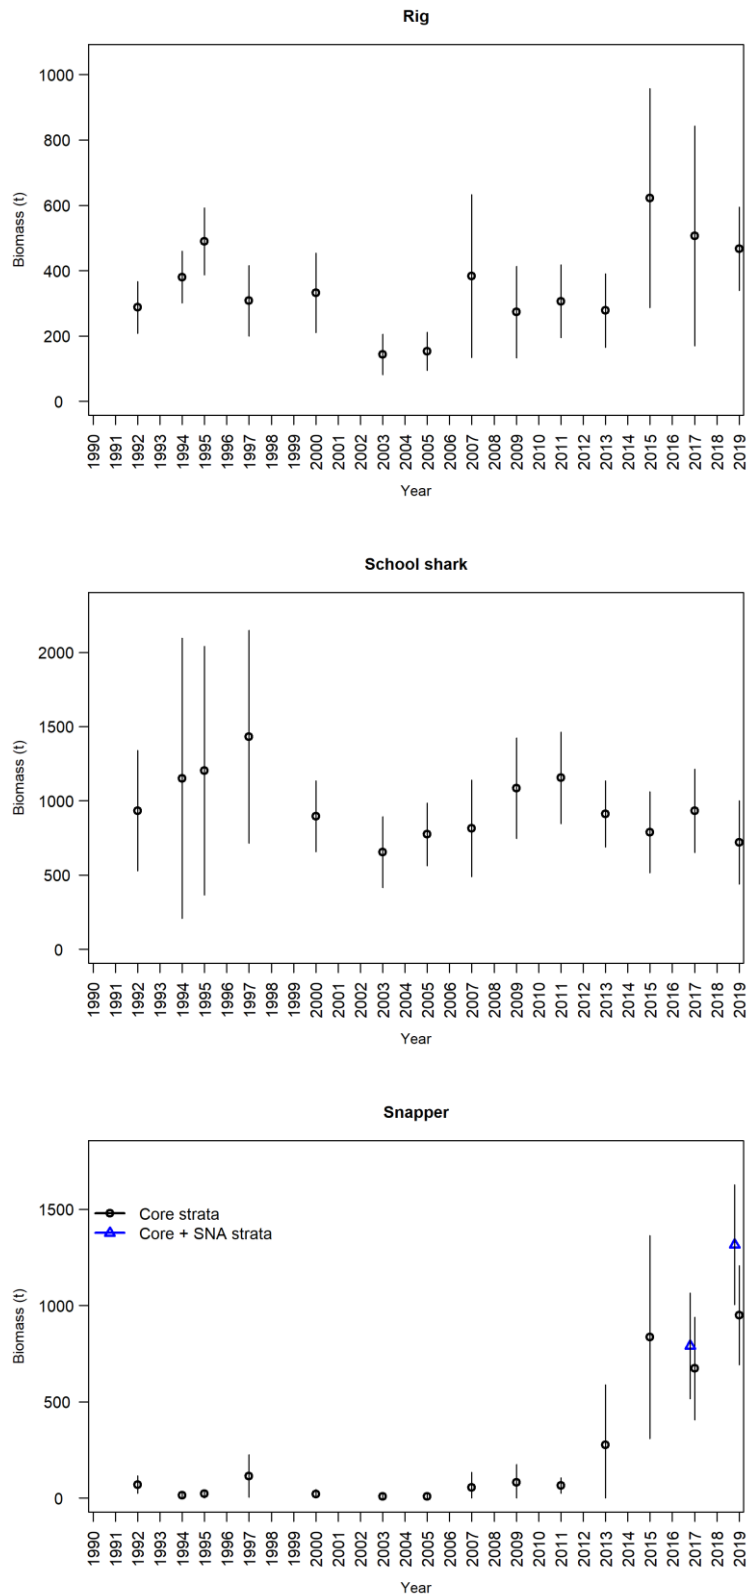 Rig
1000
800
600
400
200
0
Biomass (t)
1990 1991 1992 1993 1994 1995 1996 1997 1998 1999 2000 2001 2002 2003 2004 2005 2006 2007 2008 2009 2010 2011 2012 2013 2014 2015 2016 2017 2018 2019
Year
School shark
2000
1500
1000
500
0
Biomass (t)
1990 1991 1992 1993 1994 1995 1996 1997 1998 1999 2000 2001 2002 2003 2004 2005 2006 2007 2008 2009 2010 2011 2012 2013 2014 2015 2016 2017 2018 2019
Year
Snapper
Core strata
Core + SNA strata
1500
1000
500
0
Biomass (t)
1990 1991 1992 1993 1994 1995 1996 1997 1998 1999 2000 2001 2002 2003 2004 2005 2006 2007 2008 2009 2010 2011 2012 2013 2014 2015 2016 2017 2018 2019
Year